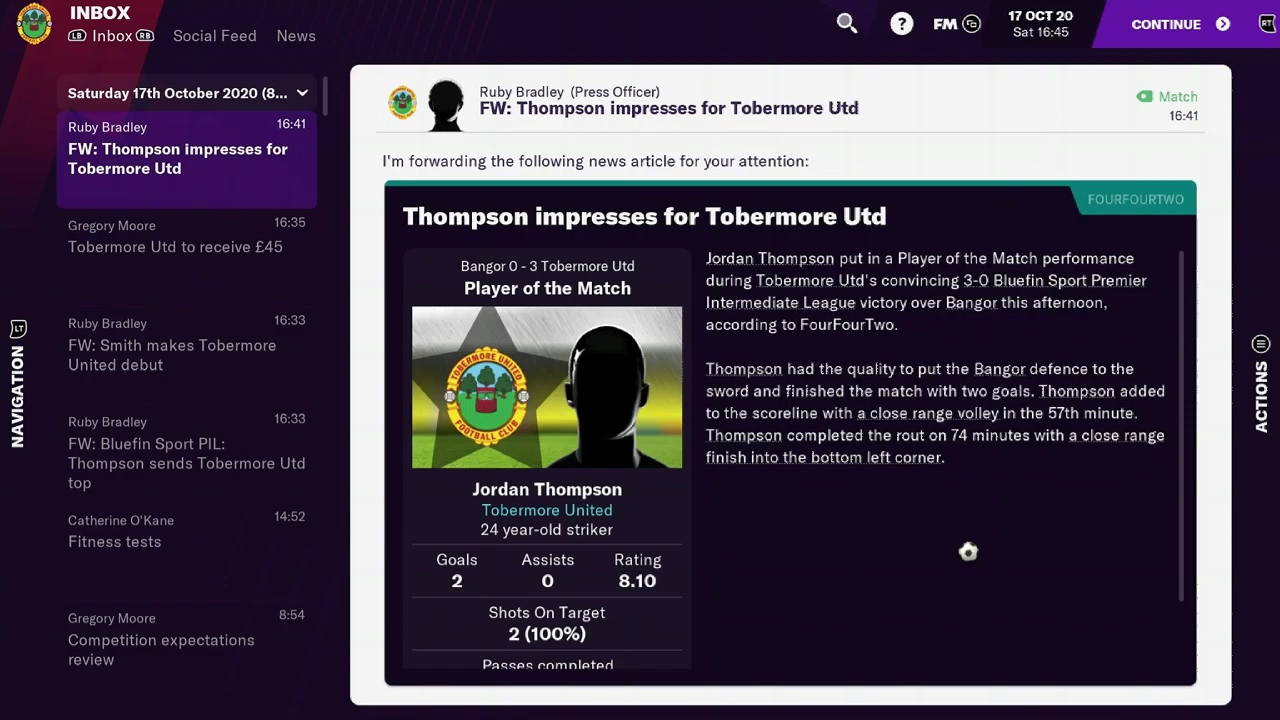 INBOX
LB Inbox RB Social Feed News
FM
17 OCT 20
Sat 16:45
CONTINUE
RT
Saturday 17th October 2020 (8...
Ruby Bradley 16:41
FW: Thompson impresses for
Tobermore Utd
Gregory Moore 16:35
Tobermore Utd to receive £45
Ruby Bradley 16:33
FW: Smith makes Tobermore
United debut
Ruby Bradley 16:33
FW: Bluefin Sport PIL:
Thompson sends Tobermore Utd
top
Catherine O'Kane 14:52
Fitness tests
Gregory Moore 8:54
Competition expectations
review
LT
NAVIGATION
Ruby Bradley (Press Officer)
FW: Thompson impresses for Tobermore Utd
Match
16:41
I'm forwarding the following news article for your attention:
FOURFOURTWO
Thompson impresses for Tobermore Utd
Bangor 0 - 3 Tobermore Utd
Player of the Match
TOBERMORE UNITED
FOOTBALL CLUB
Jordan Thompson
Tobermore United
24 year-old striker
Goals Assists Rating
2 0 8.10
Shots On Target
2 (100%)
Passes completed
Jordan Thompson put in a Player of the Match performance
during Tobermore Utd's convincing 3-0 Bluefin Sport Premier
Intermediate League victory over Bangor this afternoon,
according to FourFourTwo.
Thompson had the quality to put the Bangor defence to the
sword and finished the match with two goals. Thompson added
to the scoreline with a close range volley in the 57th minute.
Thompson completed the rout on 74 minutes with a close range
finish into the bottom left corner.
ACTIONS